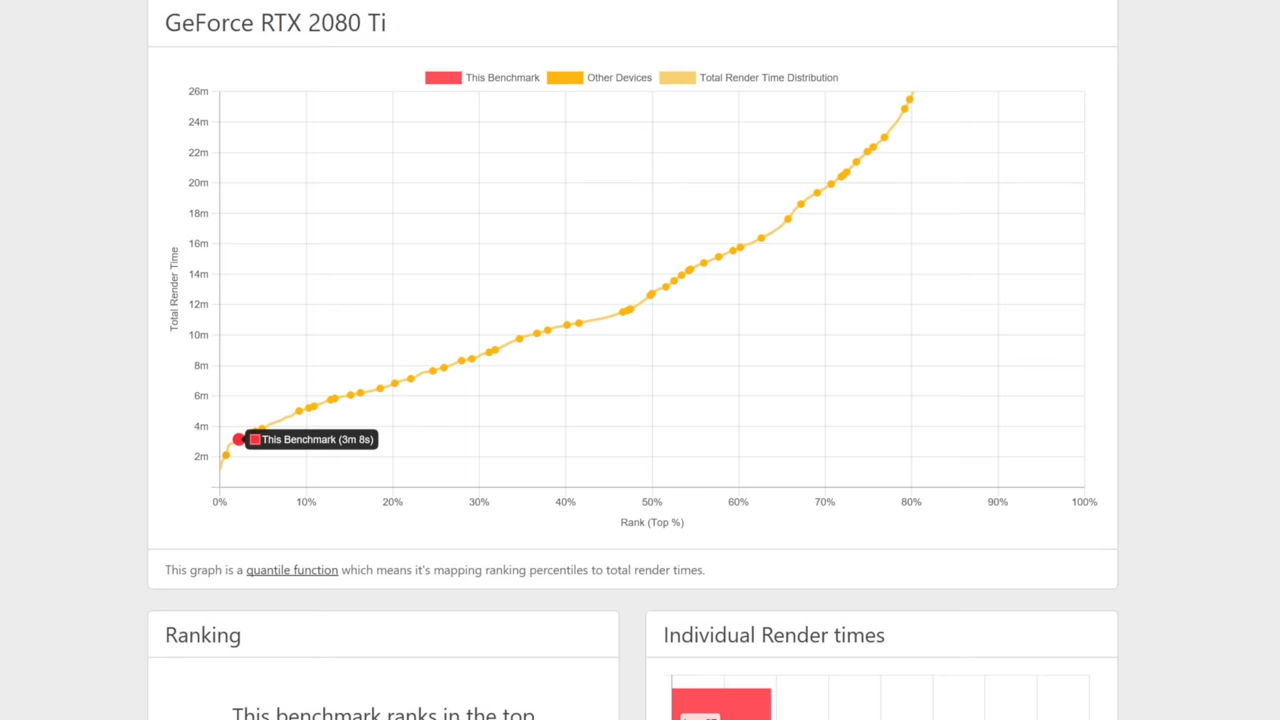 GeForce RTX 2080 Ti
This Benchmark Other Devices Total Render Time Distribution
26m
24m
22m
20m
18m
16m
14m
12m
10m
8m
6m
4m
2m
Total Render Time
This Benchmark (3m 8s)
0% 10% 20% 30% 40% 50% 60% 70% 80% 90% 100%
Rank (Top %)
This graph is a quantile function which means it's mapping ranking percentiles to total render times.
Ranking
Individual Render times
This benchmark ranks in the top